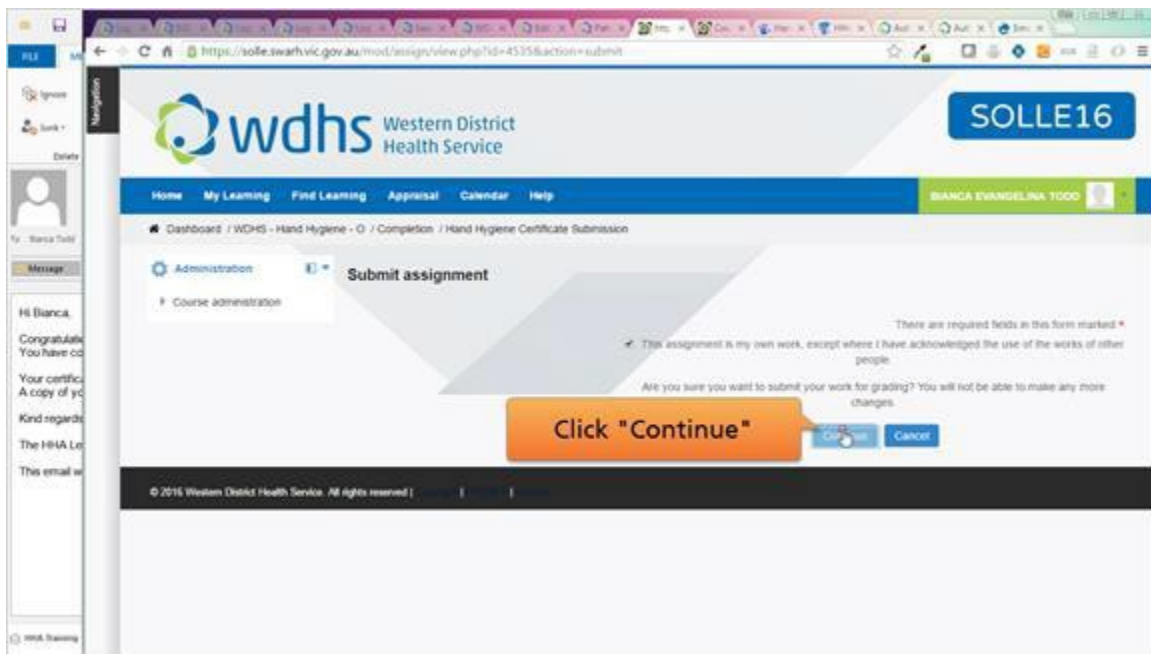 FILE
https://solle.swarh.vic.gov.au/mod/assign/view.php?id=4535&action=submit
Ignore
Junk
Delete
Navigation
wdhs Western District
Health Service
SOLLE16
Home My Learning Find Learning Appraisal Calendar Help
BIANCA EVANGELINA TODD
Dashboard / WDHS - Hand Hygiene - O / Completion / Hand Hygiene Certificate Submission
Bianca Todd
Message
Administration
Submit assignment
Course administration
There are required fields in this form marked *
This assignment is my own work, except where I have acknowledged the use of the works of other
people.
Are you sure you want to submit your work for grading? You will not be able to make any more
changes.
Click "Continue"
Continue Cancel
Hi Bianca,
You have co
A copy of yo
Kind regards
The HHA Le
This email w
© 2016 Western District Health Service. All rights reserved |
HHA Training